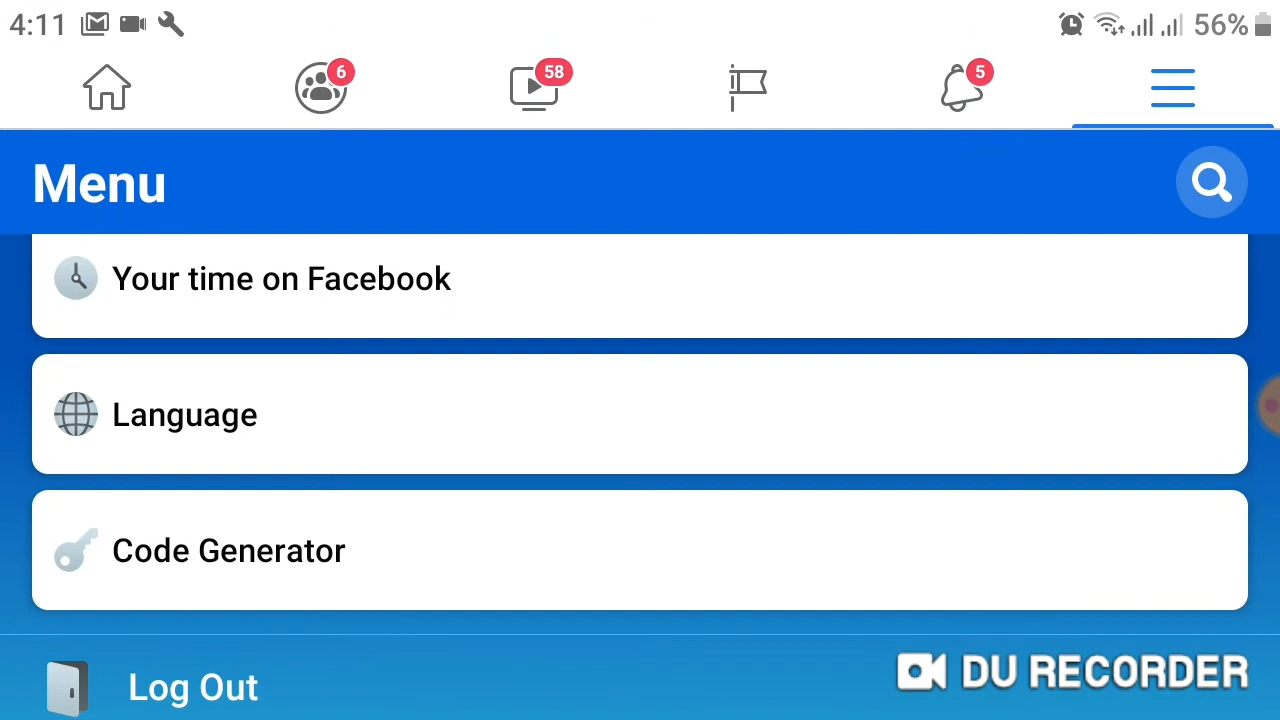 4:11 56%
6 58 5
Menu
Your time on Facebook
Language
Code Generator
Log Out
DU RECORDER